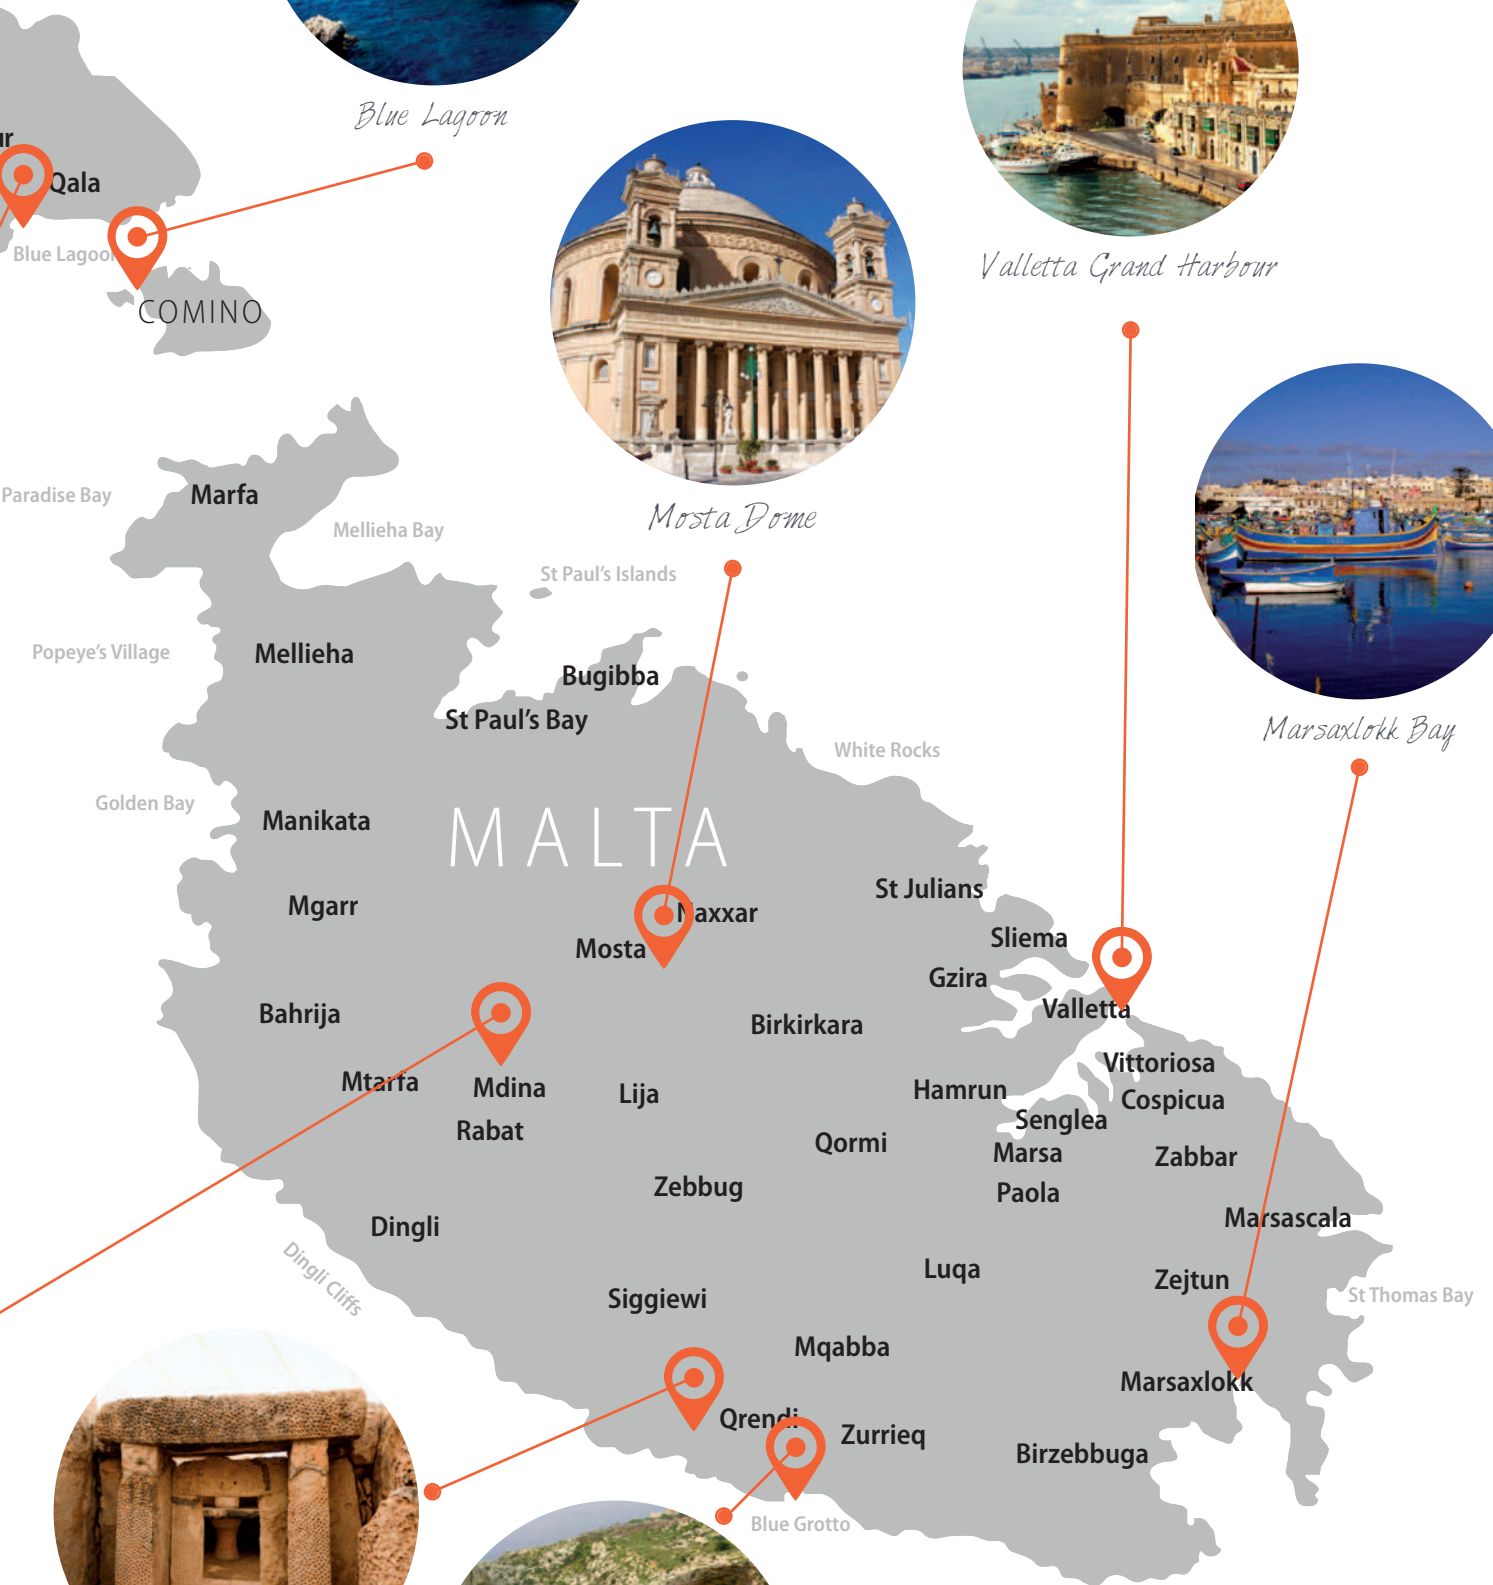 Blue Lagoon
Valletta Grand Harbour
Qala
Blue Lagoon
COMINO
Marfa
Paradise Bay
Mellieha Bay
Mosta Dome
St Paul's Islands
Popeye's Village
Mellieha
Bugibba
St Paul's Bay
Marsaxlokk Bay
White Rocks
Golden Bay
Manikata
MALTA
St Julians
Mgarr
Naxxar
Mosta
Sliema
Gzira
Bahrija
Birkirkara
Valletta
Vittoriosa
Mtarfa
Mdina
Lija
Hamrun
Cospicua
Senglea
Rabat
Qormi
Marsa
Zabbar
Zebbug
Paola
Marsascala
Dingli
Dingli Cliffs
Luqa
Zejtun
St Thomas Bay
Siggiewi
Mqabba
Marsaxlokk
Qrendi
Zurrieq
Birzebbuga
Blue Grotto